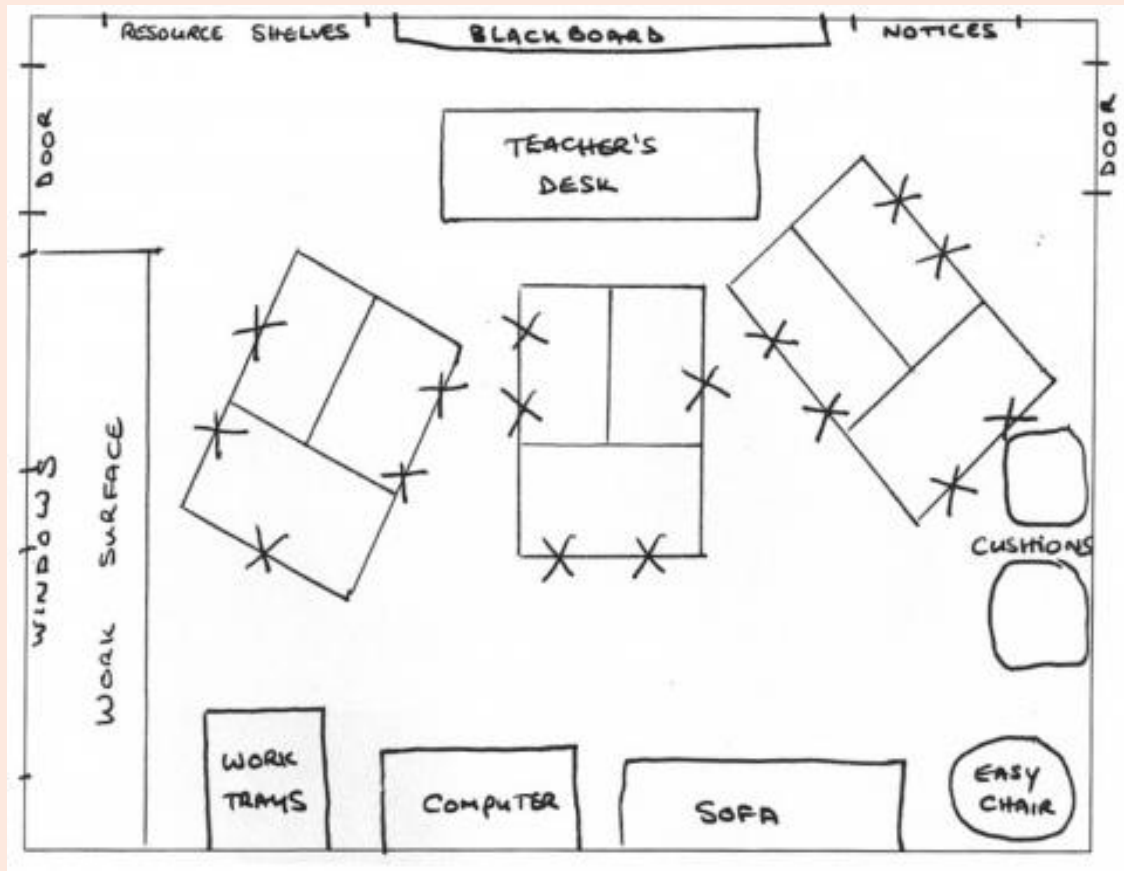 RESOURCE SHELVES
BLACKBOARD
NOTICES
DOOR
DOOR
TEACHER'S
DESK
WINDOWS
WORK SURFACE
CUSHIONS
WORK
TRAYS
COMPUTER
SOFA
EASY
CHAIR